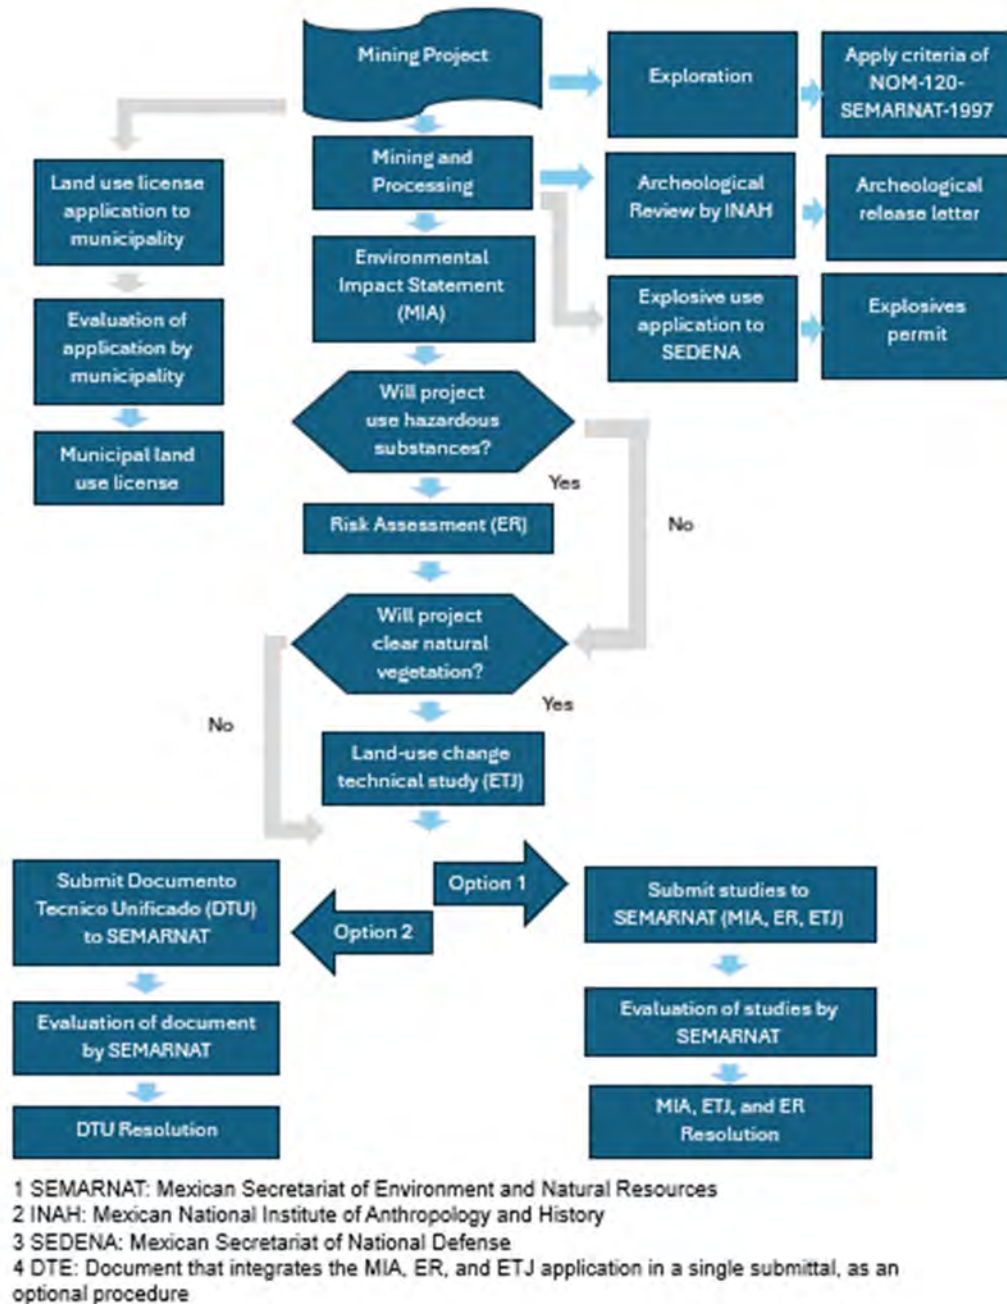 Mining Project
Exploration
Apply criteria of
NOM-120-
SEMARNAT-1997
Land use license
application to
municipality
Mining and
Processing
Archeological
Review by INAH
Archeological
release letter
Environmental
Impact Statement
(MIA)
Explosive use
application to
SEDENA
Explosives
permit
Evaluation of
application by
municipality
Municipal land
use license
Will project
use hazardous
substances?
Yes
No
Risk Assessment (ER)
Will project
clear natural
vegetation?
Yes
No
Land-use change
technical study (ETJ)
Option 1
Option 2
Submit Documento
Tecnico Unificado (DTU)
to SEMARNAT
Evaluation of document
by SEMARNAT
DTU Resolution
Submit studies to
SEMARNAT (MIA, ER, ETJ)
Evaluation of studies by
SEMARNAT
MIA, ETJ, and ER
Resolution
1 SEMARNAT: Mexican Secretariat of Environment and Natural Resources
2 INAH: Mexican National Institute of Anthropology and History
3 SEDENA: Mexican Secretariat of National Defense
4 DTE: Document that integrates the MIA, ER, and ETJ application in a single submittal, as an
optional procedure